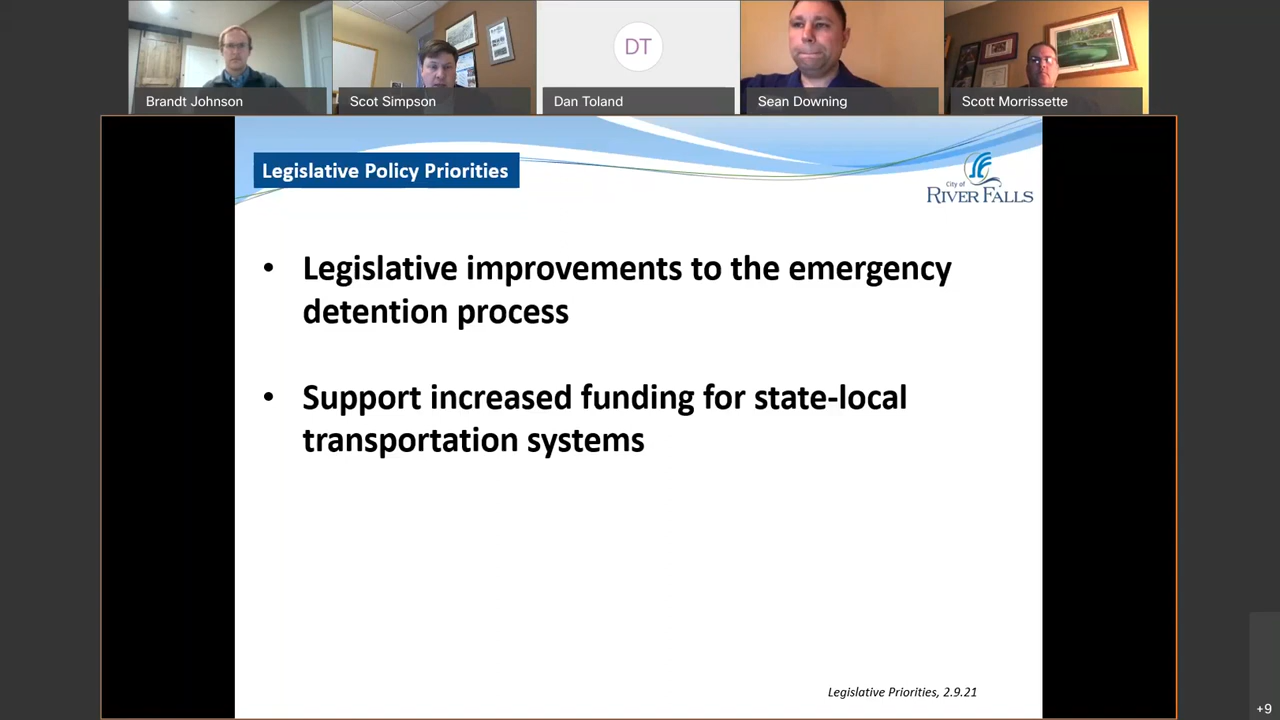 DT
Brandt Johnson
Scot Simpson
Dan Toland
Sean Downing
Scott Morrissette
Legislative Policy Priorities
City of
RIVER FALLS
• Legislative improvements to the emergency
detention process
• Support increased funding for state-local
transportation systems
Legislative Priorities, 2.9.21
+9